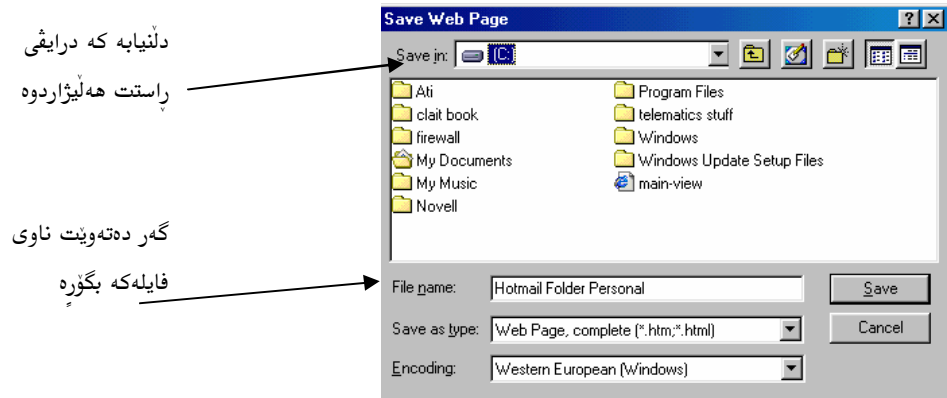 دڵنیابە کە درایڤی
ڕاستت هەڵیژاردوە
گەر دەتەوێت ناوی
فایلەکە بگۆڕە
Save Web Page
Save in: (C:)
Ati
clait book
firewall
My Documents
My Music
Novell
Program Files
telematics stuff
Windows
Windows Update Setup Files
main-view
File name: Hotmail Folder Personal Save
Save as type: Web Page, complete (*.htm;*.html) Cancel
Encoding: Western European (Windows)